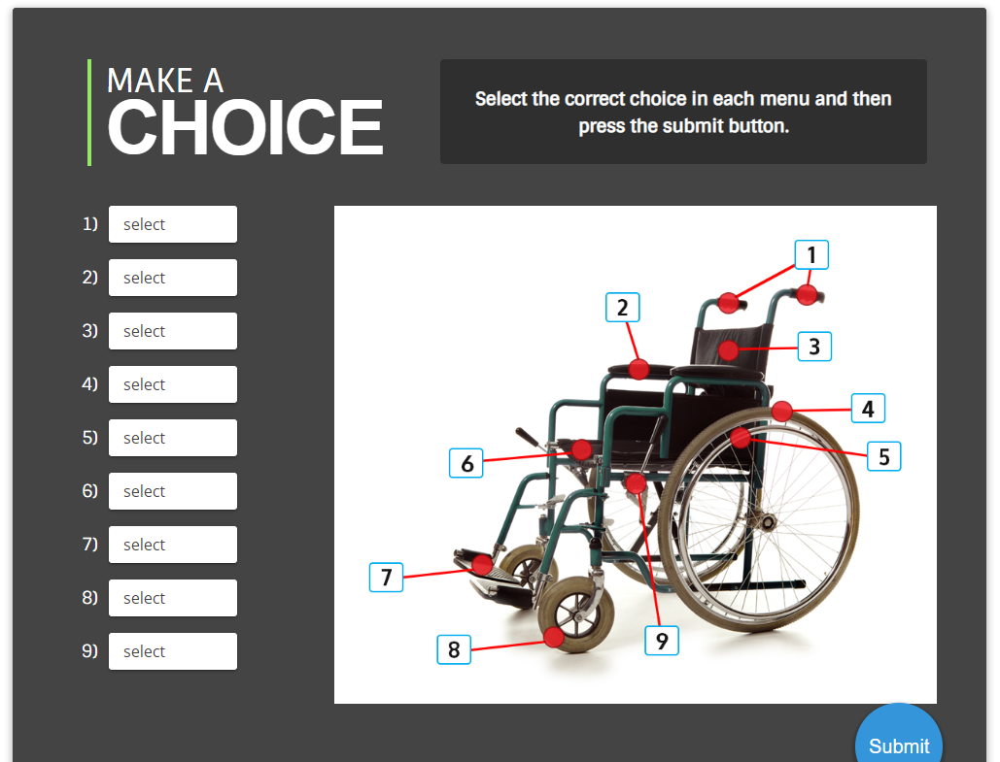 MAKE A
CHOICE
Select the correct choice in each menu and then
press the submit button.
1) select
2) select
3) select
4) select
5) select
6) select
7) select
8) select
9) select
1
2
3
4
5
6
7
8
9
Submit